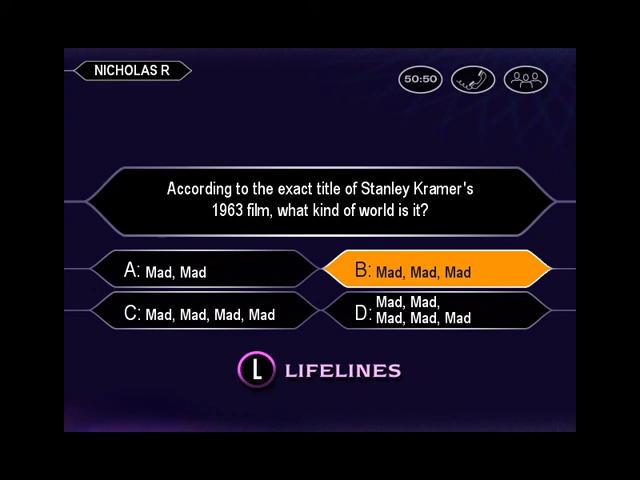 NICHOLAS R
50:50
According to the exact title of Stanley Kramer's
1963 film, what kind of world is it?
A: Mad, Mad
B: Mad, Mad, Mad
C: Mad, Mad, Mad, Mad
D: Mad, Mad,
Mad, Mad, Mad
L LIFELINES